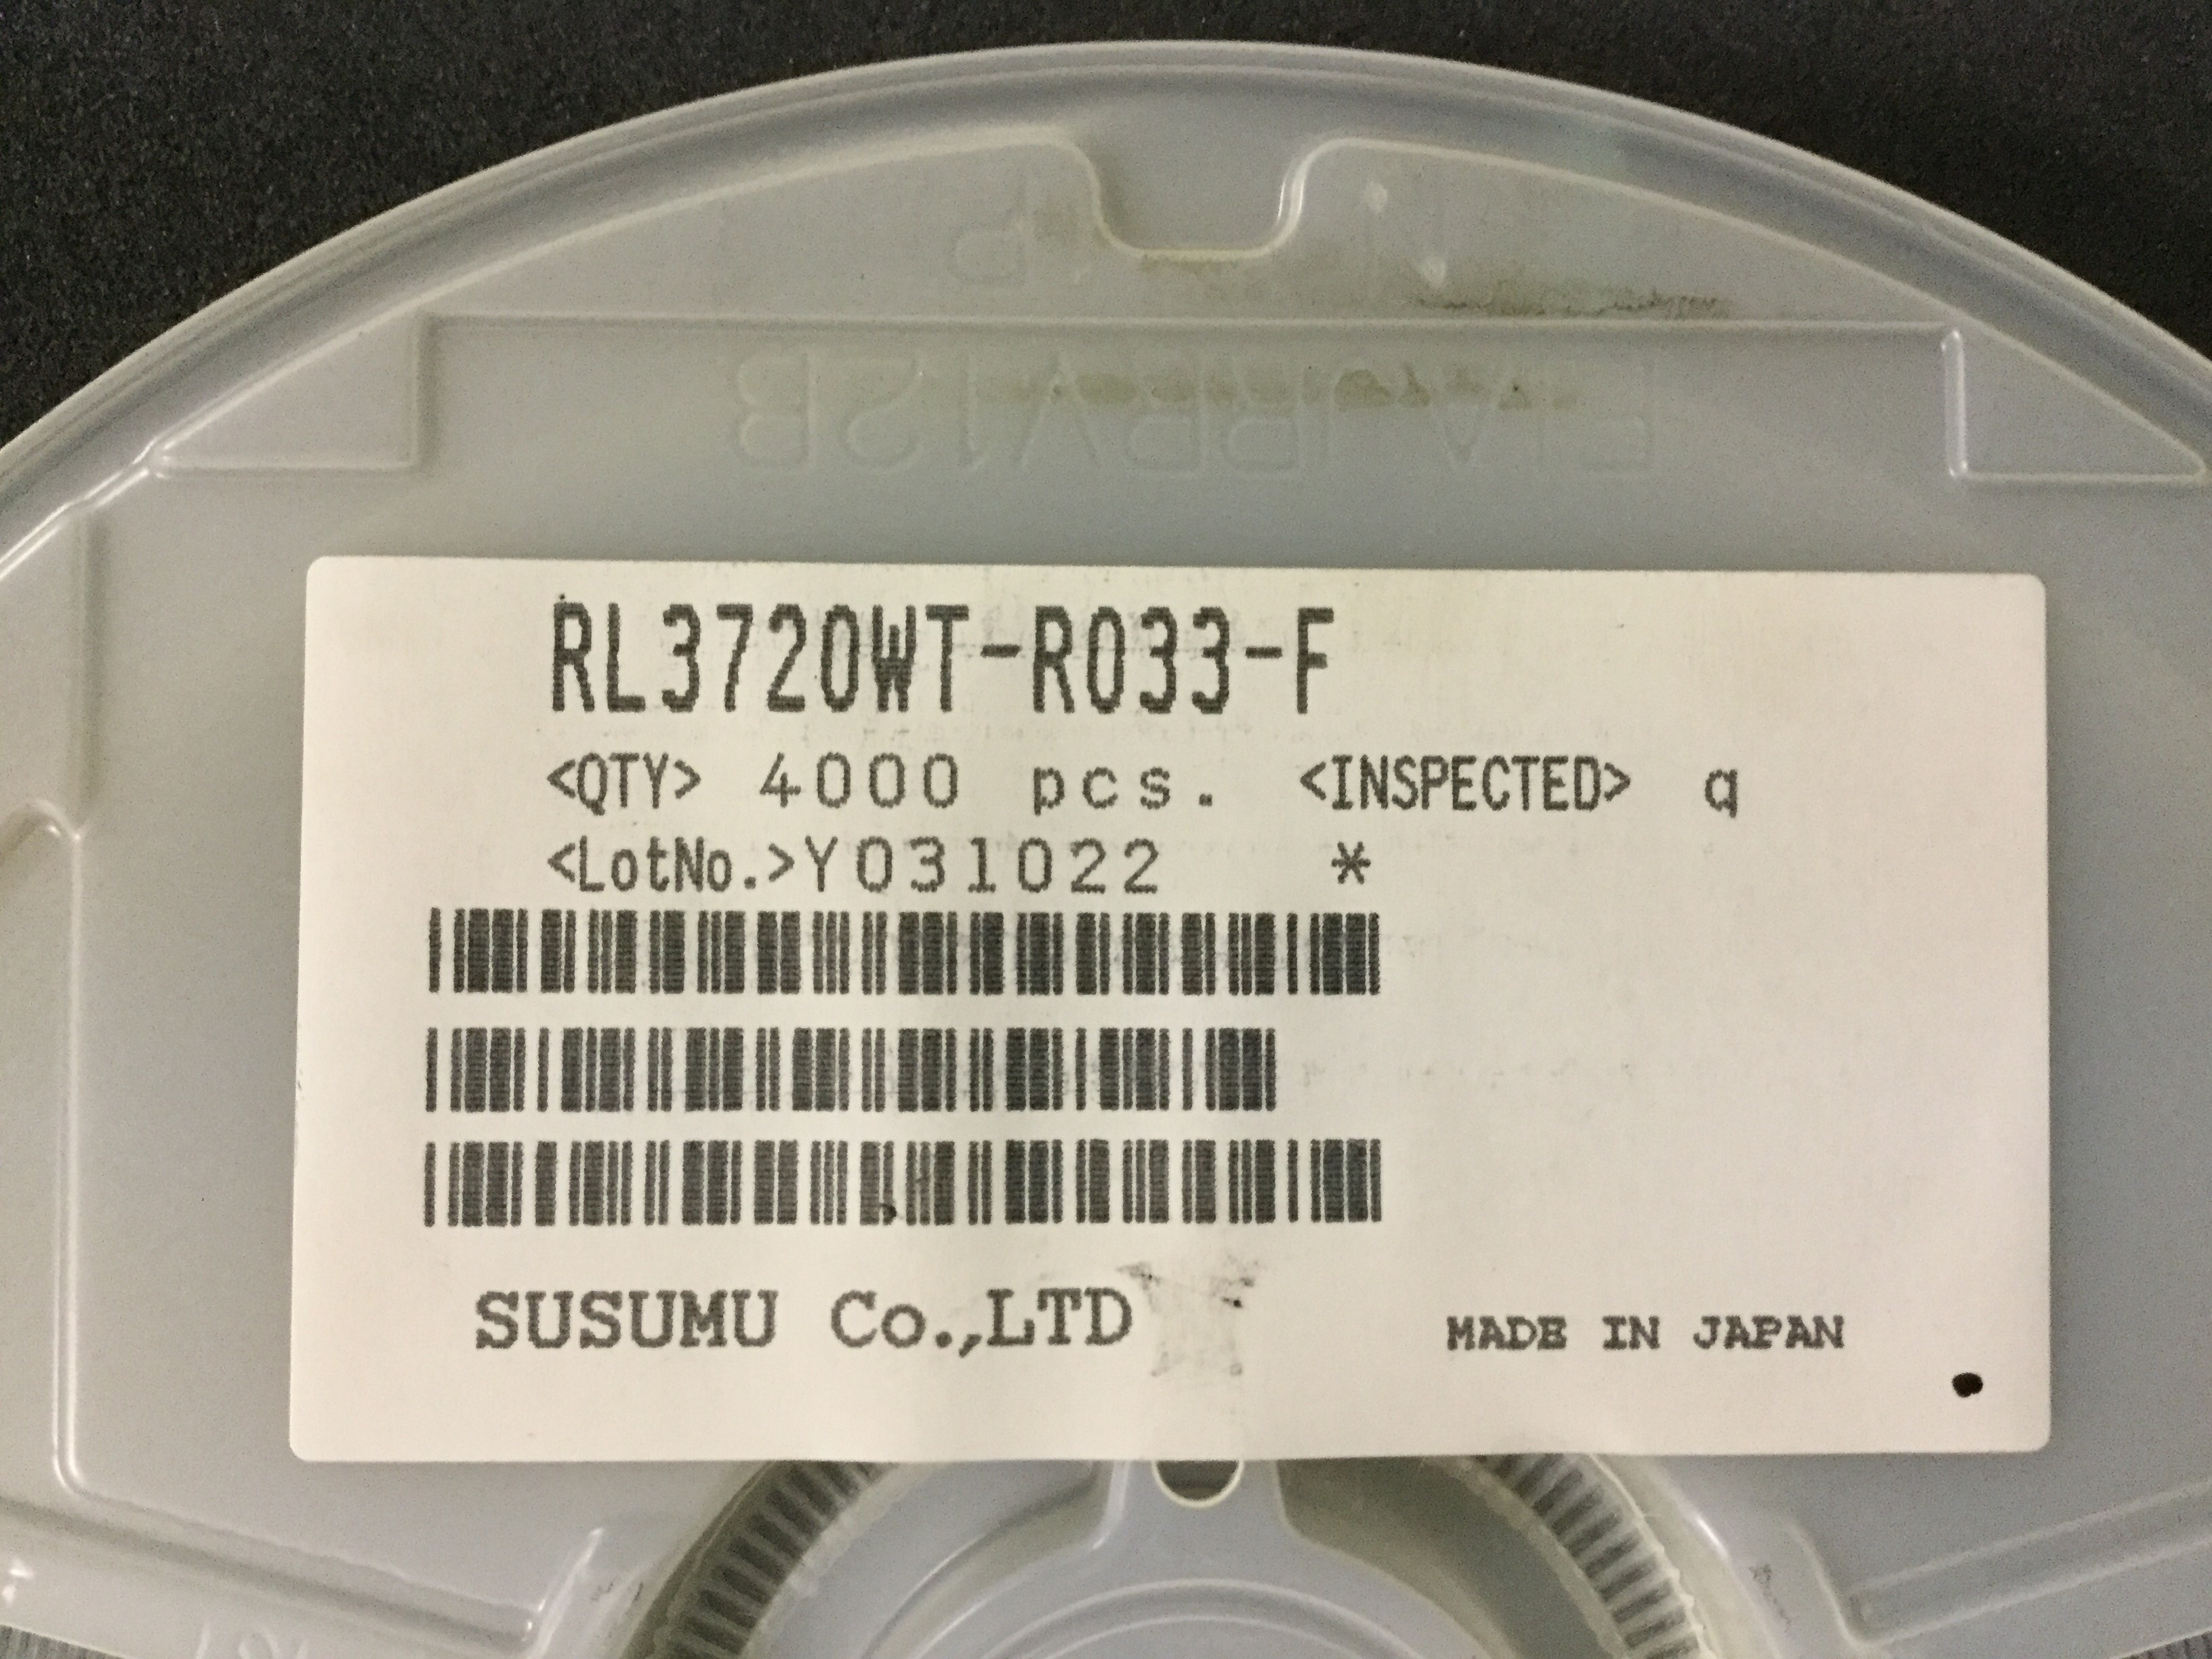 RL3720WT-R033-F
<QTY> 4000 pcs. <INSPECTED> q
<LotNo.>Y031022 *
SUSUMU Co.,LTD
MADE IN JAPAN